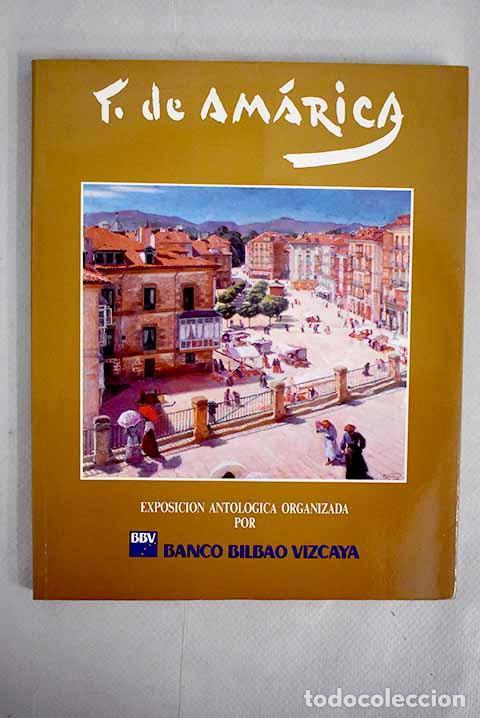 F. de AMÁRICA
EXPOSICION ANTOLOGICA ORGANIZADA
POR
BBV BANCO BILBAO VIZCAYA
todocoleccion